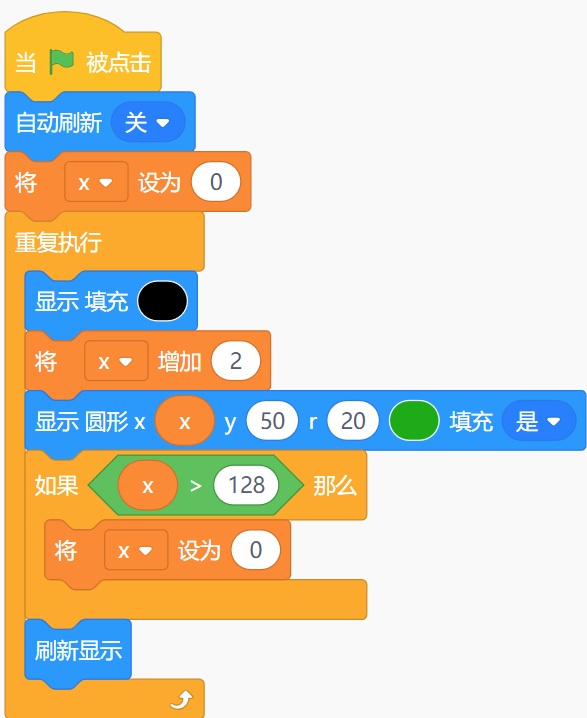 当 被点击
自动刷新 关
将 x 设为 0
重复执行
显示 填充
将 x 增加 2
显示 圆形 x x y 50 r 20 填充 是
如果 x > 128 那么
将 x 设为 0
刷新显示